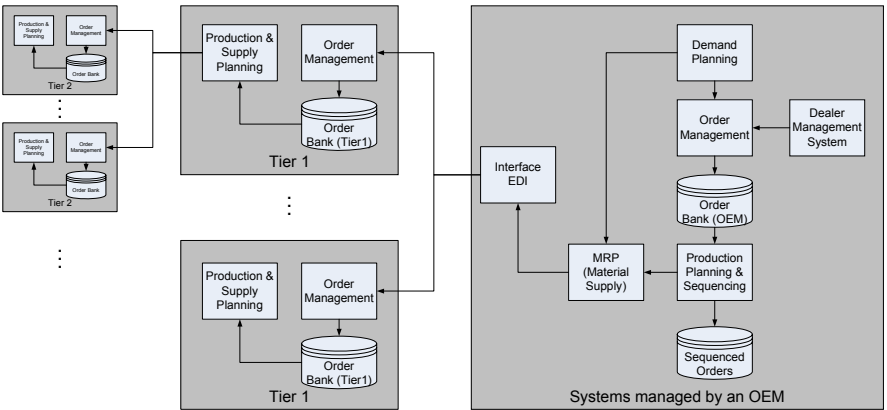 Production &
Supply
Planning
Order
Management
Order Bank
Tier 2
Production &
Supply
Planning
Order
Management
Order Bank
Tier 2
Production &
Supply
Planning
Order
Management
Order
Bank (Tier1)
Tier 1
Production &
Supply
Planning
Order
Management
Order
Bank (Tier1)
Tier 1
Interface
EDI
Demand
Planning
Order
Management
Dealer
Management
System
Order
Bank (OEM)
MRP
(Material
Supply)
Production
Planning &
Sequencing
Sequenced
Orders
Systems managed by an OEM